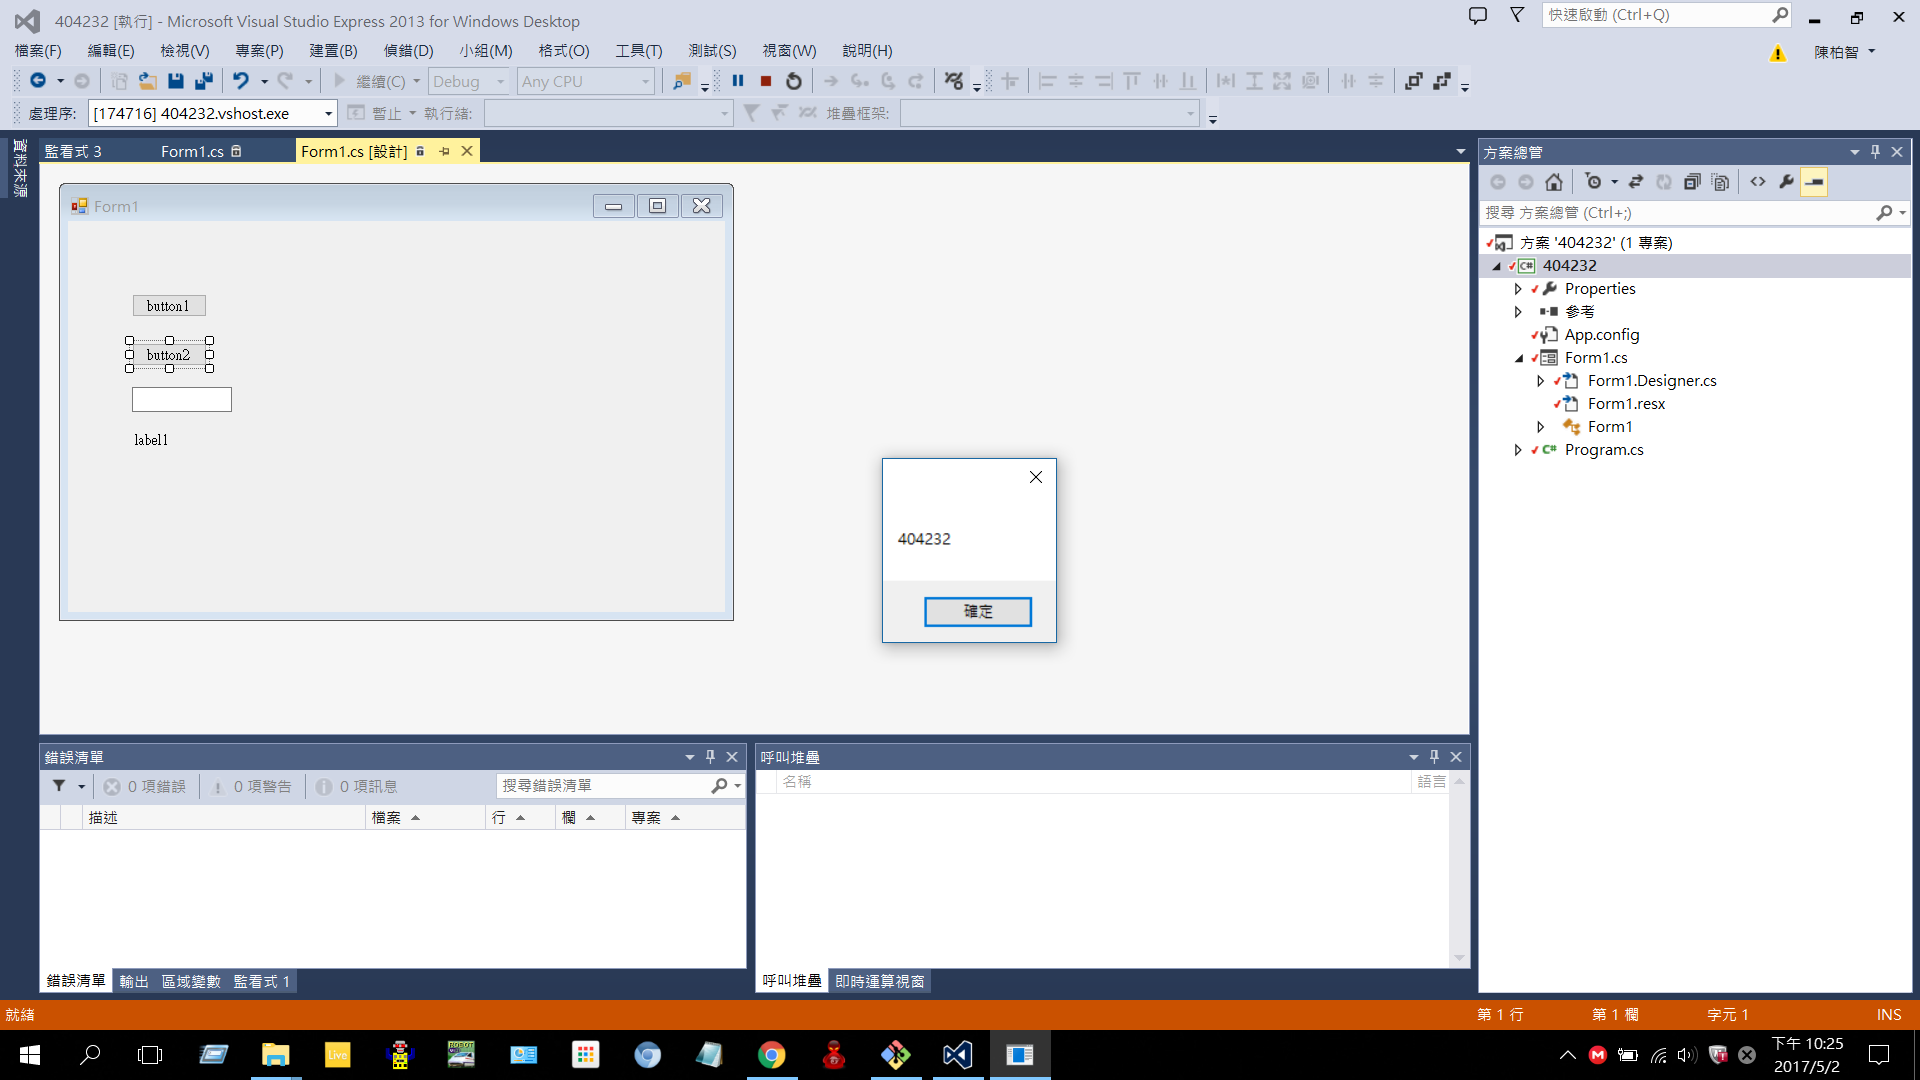 404232 [執行] - Microsoft Visual Studio Express 2013 for Windows Desktop
快速啟動 (Ctrl+Q)
檔案(F) 編輯(E) 檢視(V) 專案(P) 建置(B) 偵錯(D) 小組(M) 格式(O) 工具(T) 測試(S) 視窗(W) 說明(H)
陳柏智
繼續(C) Debug Any CPU
處理序: [174716] 404232.vshost.exe 暫止 執行緒: 堆疊框架:
資料來源
監看式 3 Form1.cs Form1.cs [設計]
Form1
button1
button2
label1
404232
確定
方案總管
搜尋 方案總管 (Ctrl+;)
方案 '404232' (1 專案)
404232
Properties
參考
App.config
Form1.cs
Form1.Designer.cs
Form1.resx
Form1
Program.cs
錯誤清單
0 項錯誤 0 項警告 0 項訊息 搜尋錯誤清單
描述 檔案 行 欄 專案
錯誤清單 輸出 區域變數 監看式 1
呼叫堆疊
名稱 語言
呼叫堆疊 即時運算視窗
就緒 第 1 行 第 1 欄 字元 1 INS
Live
下午 10:25
2017/5/2